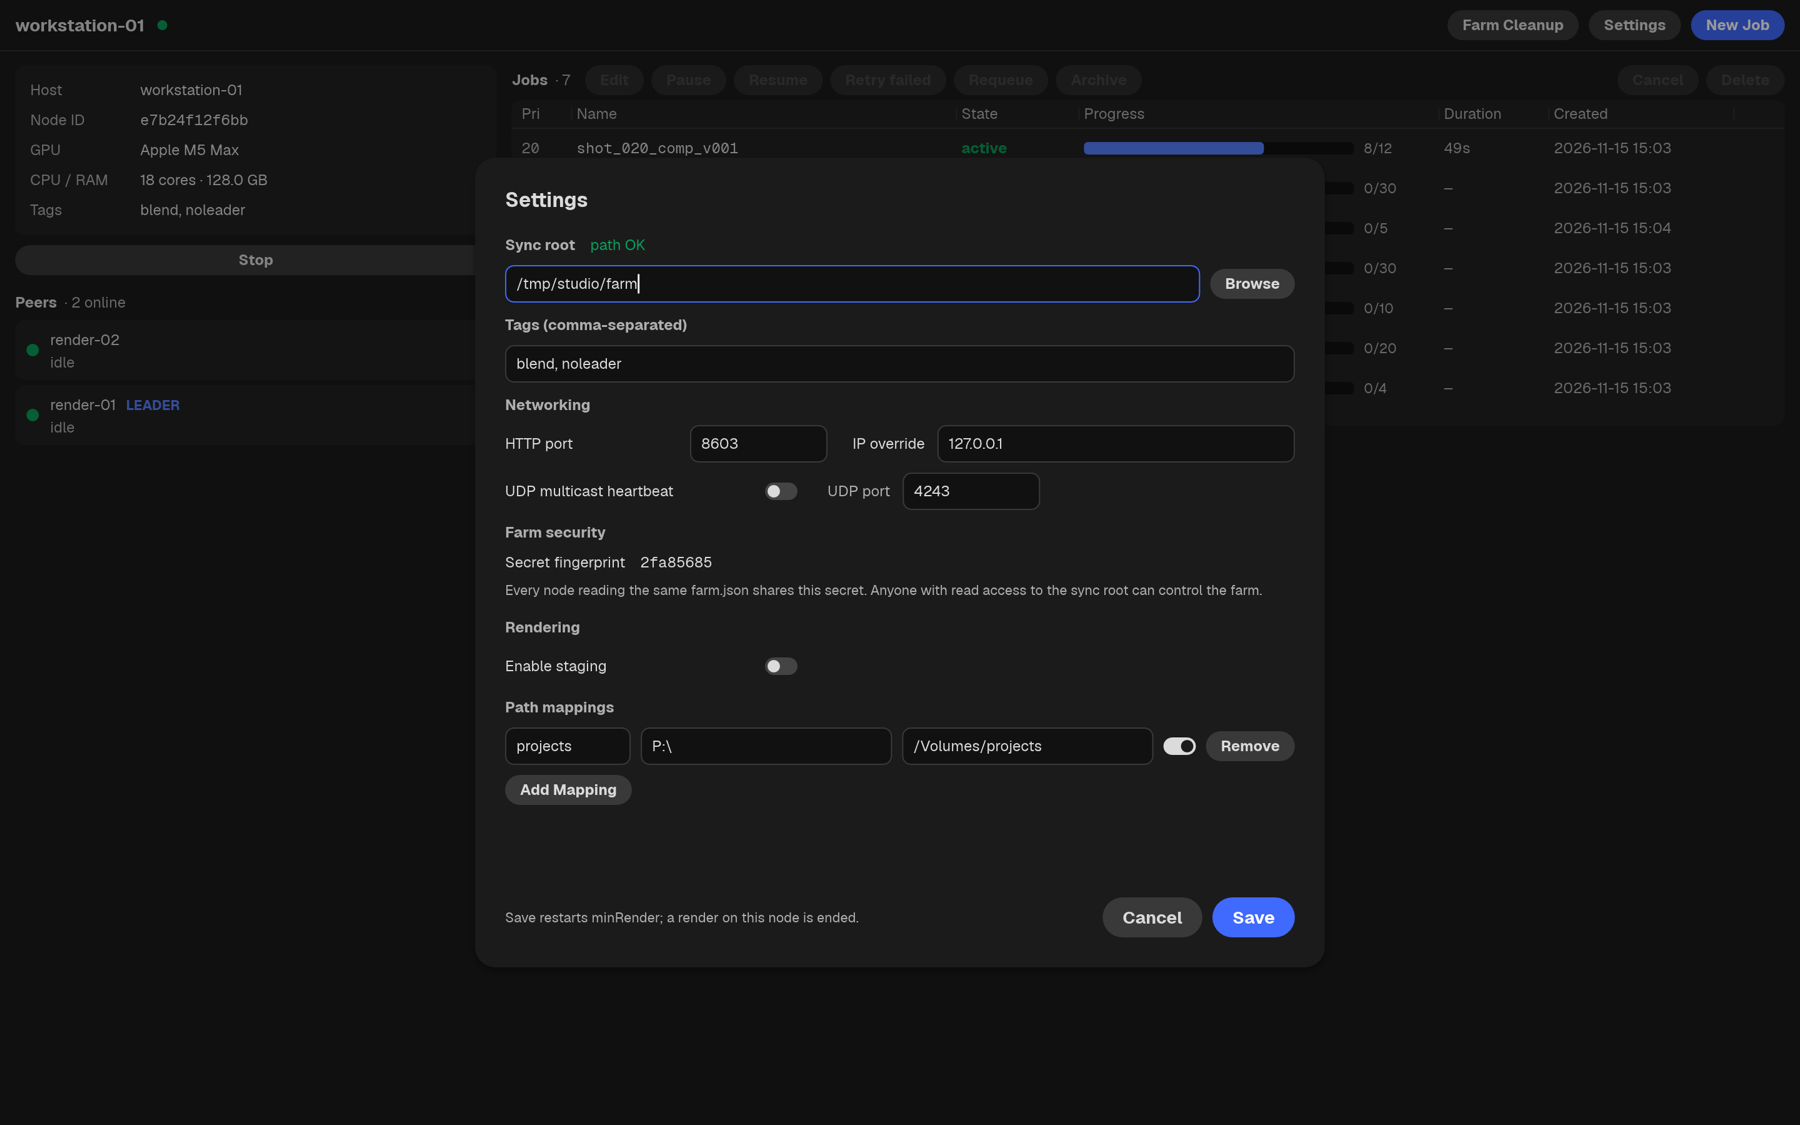 workstation-01
Farm Cleanup Settings New Job
Host workstation-01
Node ID e7b24f12f6bb
GPU Apple M5 Max
CPU / RAM 18 cores · 128.0 GB
Tags blend, noleader
Stop
Peers · 2 online
render-02
idle
render-01 LEADER
idle
Jobs · 7 Edit Pause Resume Retry failed Requeue Archive Cancel Delete
Pri Name State Progress Duration Created
20 shot_020_comp_v001 active 8/12 49s 2026-11-15 15:03
0/30 – 2026-11-15 15:03
0/5 – 2026-11-15 15:04
0/30 – 2026-11-15 15:03
0/10 – 2026-11-15 15:03
0/20 – 2026-11-15 15:03
0/4 – 2026-11-15 15:03
Settings
Sync root path OK
/tmp/studio/farm Browse
Tags (comma-separated)
blend, noleader
Networking
HTTP port 8603 IP override 127.0.0.1
UDP multicast heartbeat UDP port 4243
Farm security
Secret fingerprint 2fa85685
Every node reading the same farm.json shares this secret. Anyone with read access to the sync root can control the farm.
Rendering
Enable staging
Path mappings
projects P:\ /Volumes/projects Remove
Add Mapping
Save restarts minRender; a render on this node is ended. Cancel Save